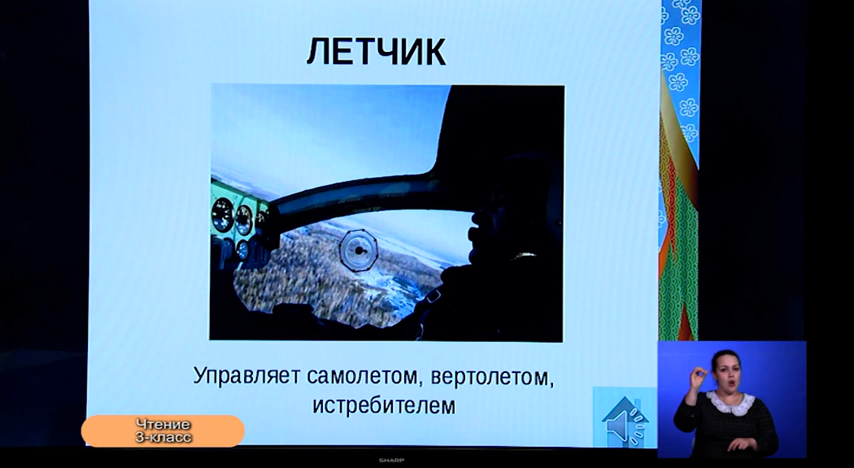 ЛЕТЧИК
Управляет самолетом, вертолетом,
истребителем
Чтение
3-класс
SHARP